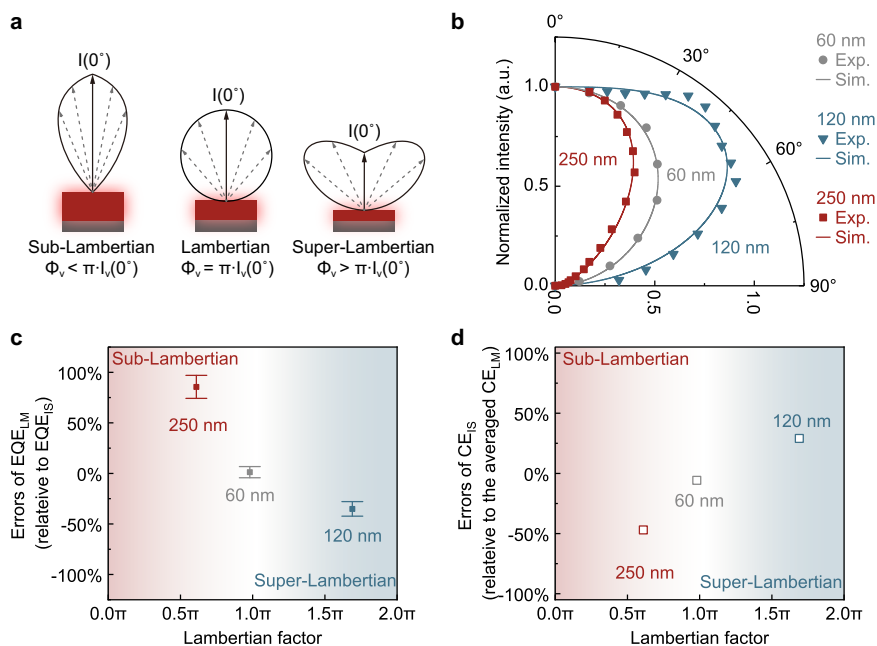 a
I(0°)
I(0°)
I(0°)
Sub-Lambertian
Φv < π·Iv(0°)
Lambertian
Φv = π·Iv(0°)
Super-Lambertian
Φv > π·Iv(0°)
b
0°
30°
60°
90°
Normalized intensity (a.u.)
1.0
0.5
0.0
0.0
0.5
1.0
250 nm
60 nm
120 nm
60 nm
Exp.
Sim.
120 nm
Exp.
Sim.
250 nm
Exp.
Sim.
c
Errors of EQE_LM
(relateive to EQE_IS)
100%
50%
0%
-50%
-100%
Sub-Lambertian
250 nm
60 nm
120 nm
Super-Lambertian
0.0π
0.5π
1.0π
1.5π
2.0π
Lambertian factor
d
Errors of CE_IS
(relateive to the averaged CE_LM)
100%
50%
0%
-50%
-100%
Sub-Lambertian
120 nm
60 nm
250 nm
Super-Lambertian
0.0π
0.5π
1.0π
1.5π
2.0π
Lambertian factor